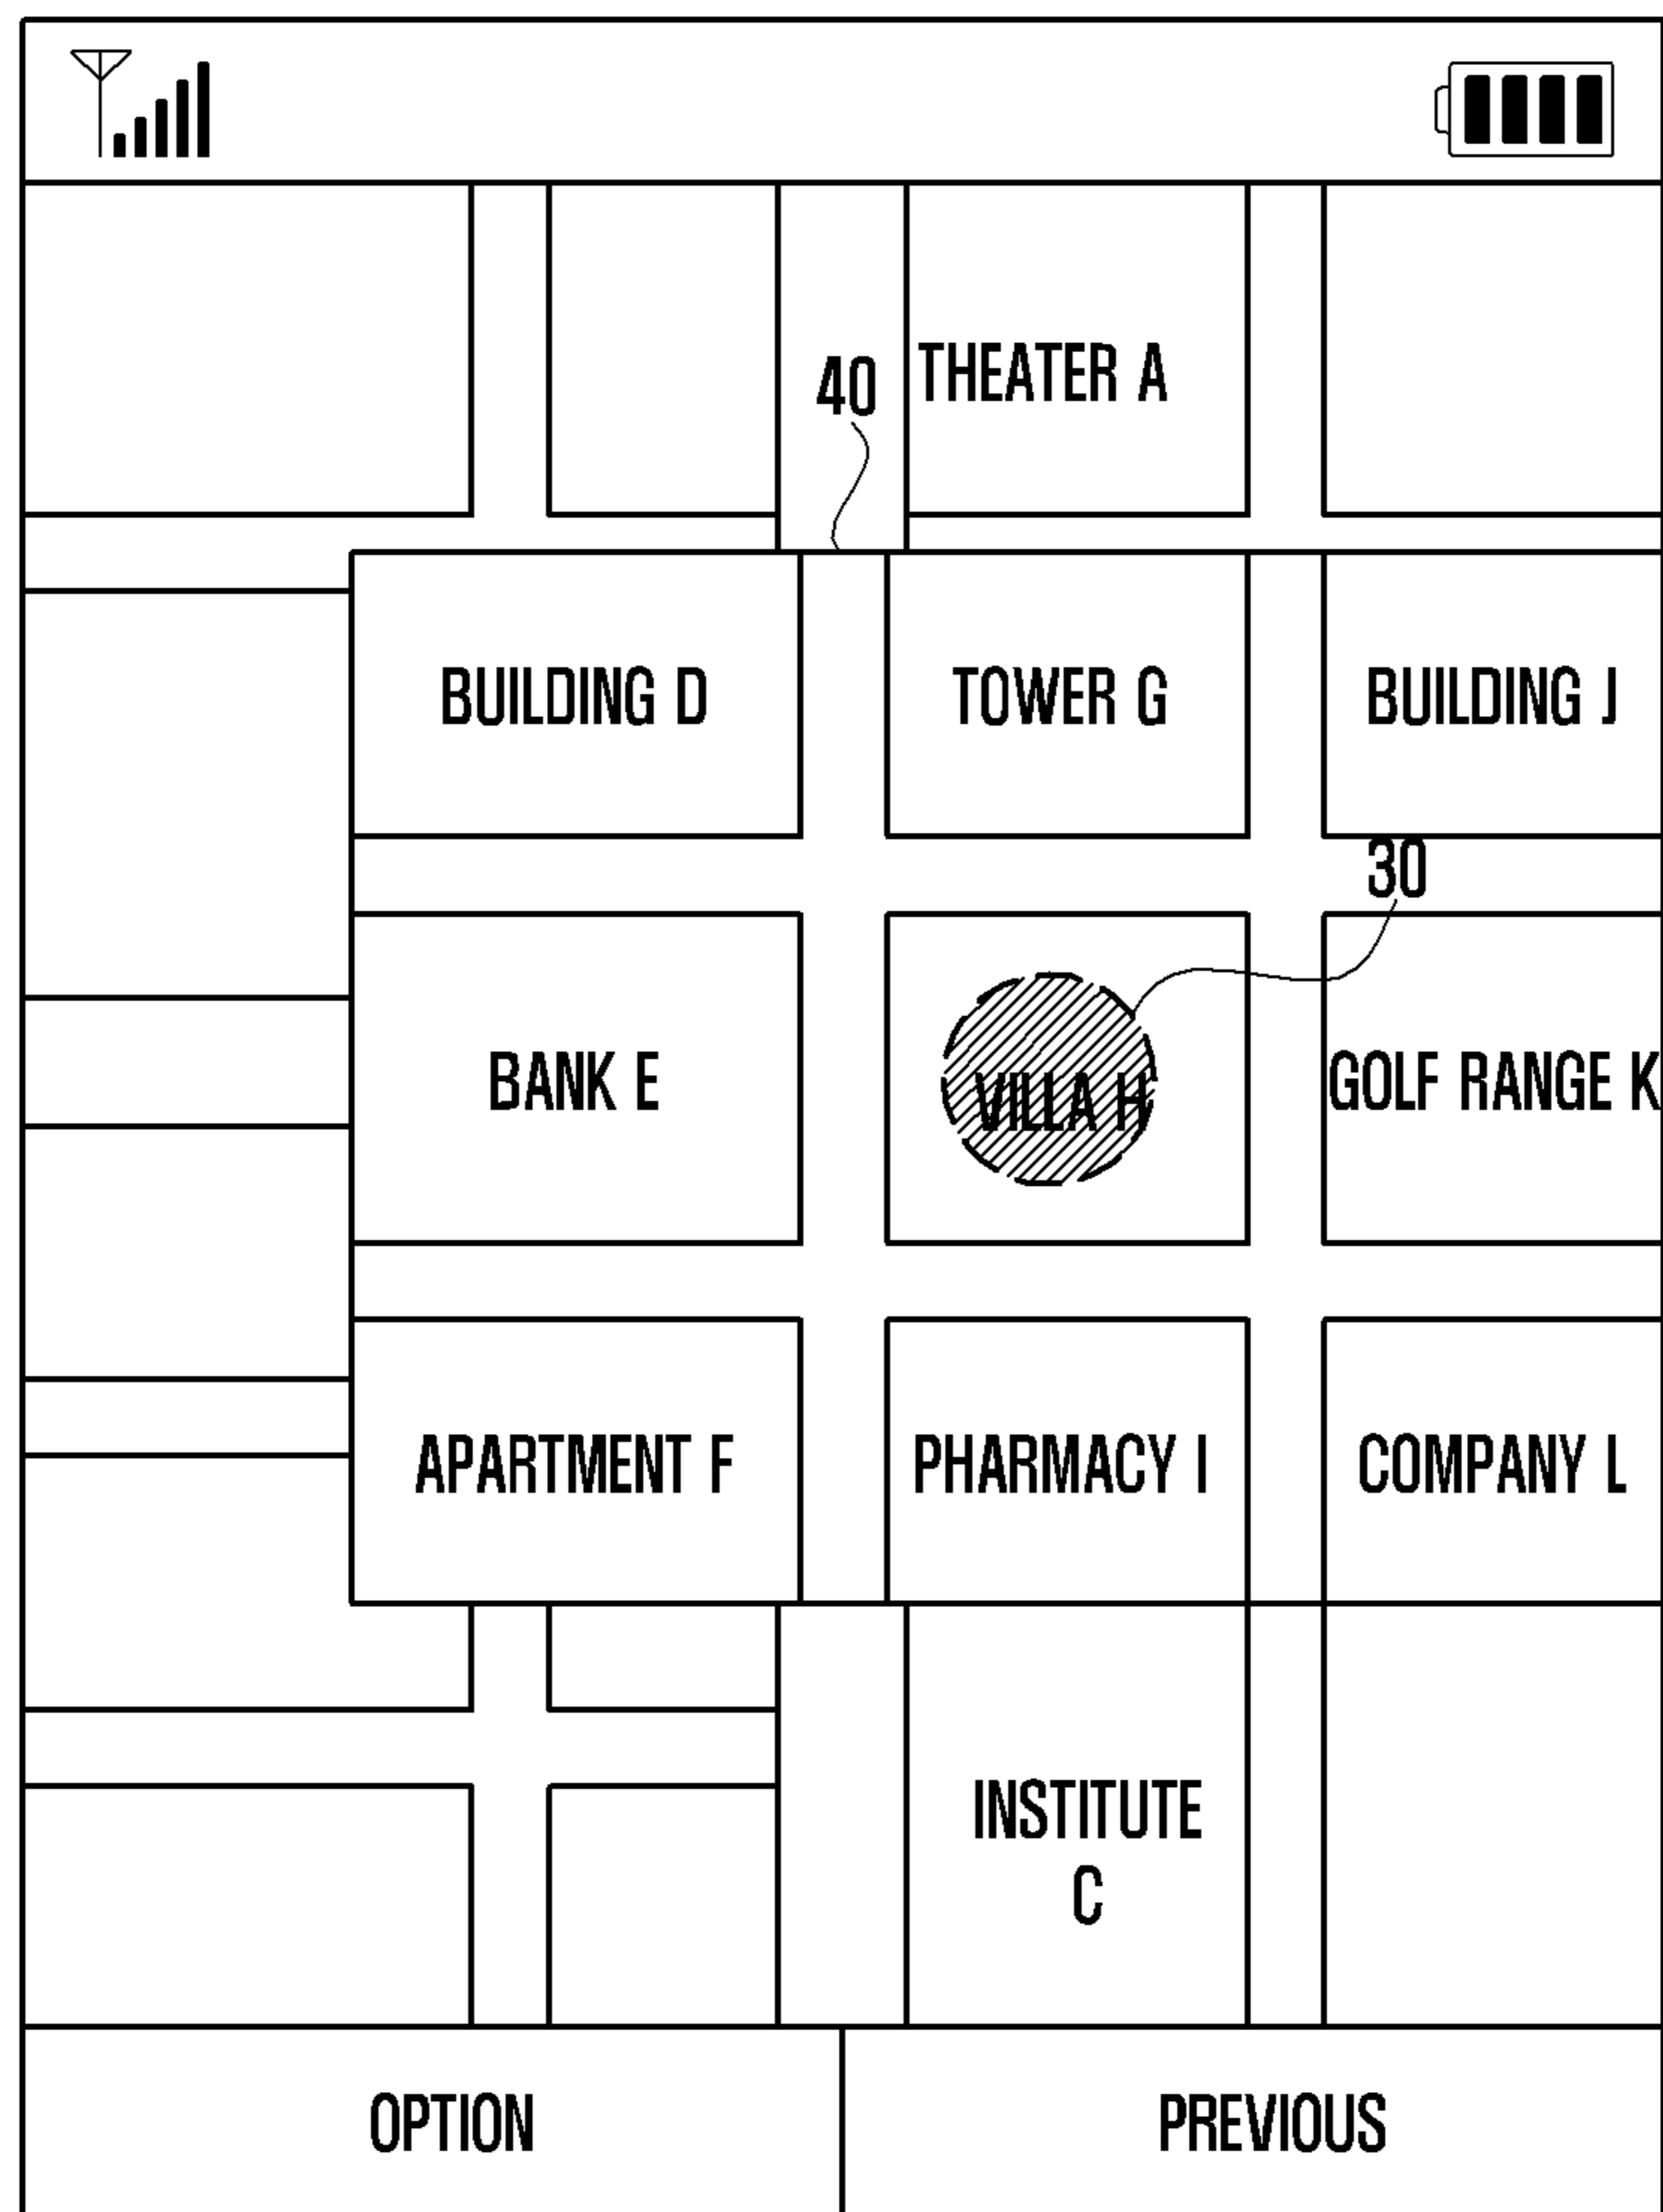 40
THEATER A
BUILDING D
TOWER G
BUILDING J
30
BANK E
VILLA H
GOLF RANGE K
APARTMENT F
PHARMACY I
COMPANY L
INSTITUTE
C
OPTION
PREVIOUS